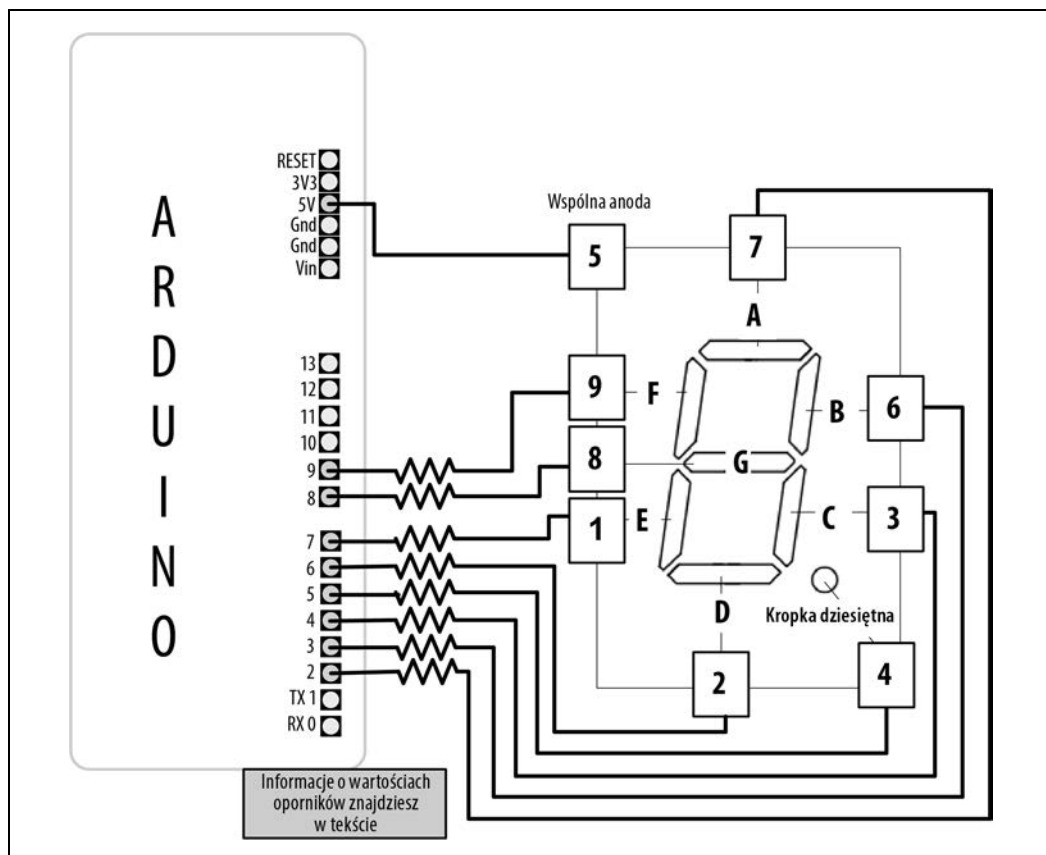 ARDUINO
RESET
3V3
5V
Gnd
Gnd
Vin
13
12
11
10
9
8
7
6
5
4
3
2
TX 1
RX 0
Wspólna anoda
5
7
A
9
F
B
6
8
G
1
E
C
3
D
Kropka dziesiętna
2
4
Informacje o wartościach
oporników znajdziesz
w tekście